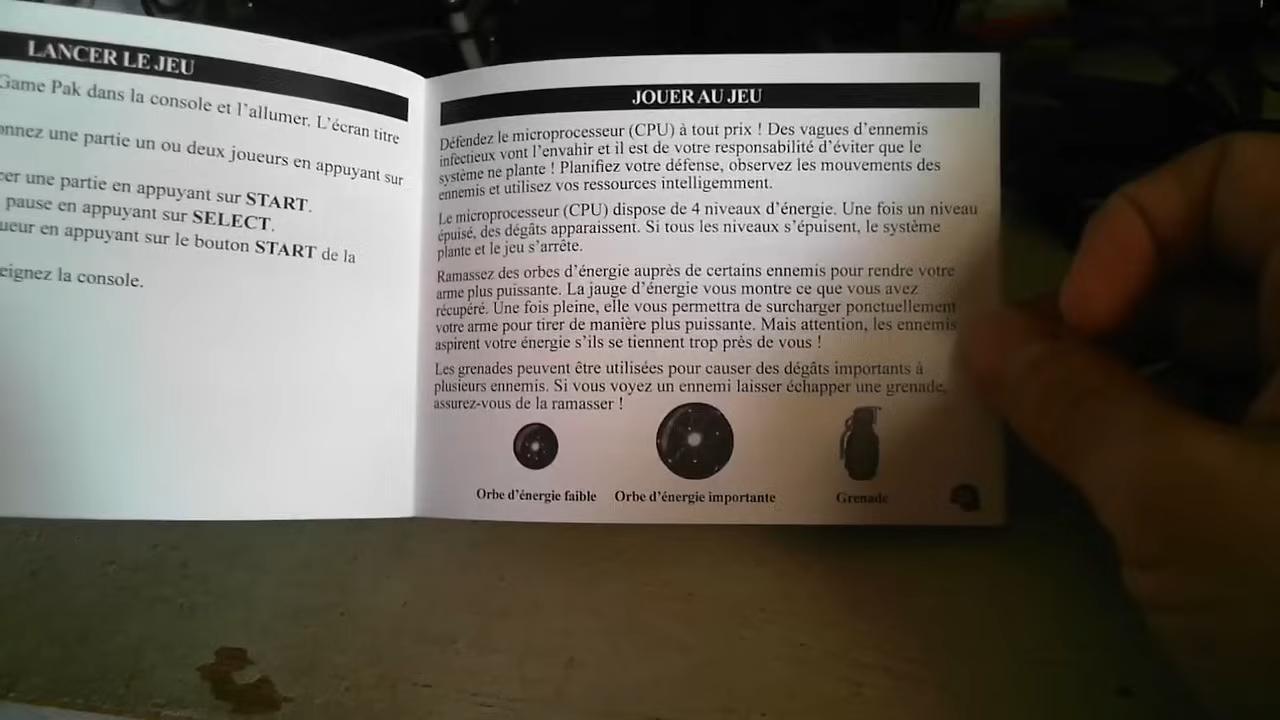 LANCER LE JEU
Game Pak dans la console et l'allumer. L'écran titre
onnez une partie un ou deux joueurs en appuyant sur
cer une partie en appuyant sur START.
pause en appuyant sur SELECT.
ueur en appuyant sur le bouton START de la
eignez la console.
JOUER AU JEU
Défendez le microprocesseur (CPU) à tout prix ! Des vagues d'ennemis
infectieux vont l'envahir et il est de votre responsabilité d'éviter que le
système ne plante ! Planifiez votre défense, observez les mouvements des
ennemis et utilisez vos ressources intelligemment.
Le microprocesseur (CPU) dispose de 4 niveaux d'énergie. Une fois un niveau
épuisé, des dégâts apparaissent. Si tous les niveaux s'épuisent, le système
plante et le jeu s'arrête.
Ramassez des orbes d'énergie auprès de certains ennemis pour rendre votre
arme plus puissante. La jauge d'énergie vous montre ce que vous avez
récupéré. Une fois pleine, elle vous permettra de surcharger ponctuellement
votre arme pour tirer de manière plus puissante. Mais attention, les ennemis
aspirent votre énergie s'ils se tiennent trop près de vous !
Les grenades peuvent être utilisées pour causer des dégâts importants à
plusieurs ennemis. Si vous voyez un ennemi laisser échapper une grenade,
assurez-vous de la ramasser !
Orbe d'énergie faible Orbe d'énergie importante Grenade